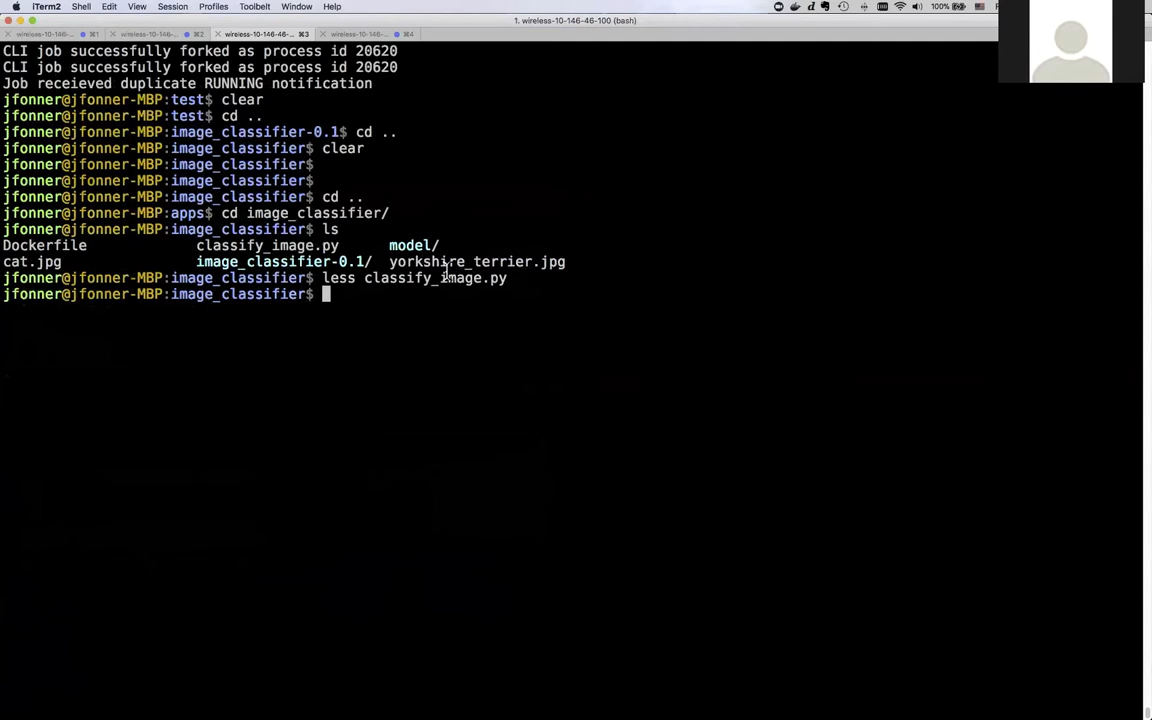 iTerm2 Shell Edit View Session Profiles Toolbelt Window Help 100%
1. wireless-10-146-46-100 (bash)
wireless-10-146-... ⌘1 wireless-10-146-... ⌘2 wireless-10-146-46-... ⌘3 wireless-10-146-... ⌘4
CLI job successfully forked as process id 20620
CLI job successfully forked as process id 20620
Job receieved duplicate RUNNING notification
jfonner@jfonner-MBP:test$ clear
jfonner@jfonner-MBP:test$ cd ..
jfonner@jfonner-MBP:image_classifier-0.1$ cd ..
jfonner@jfonner-MBP:image_classifier$ clear
jfonner@jfonner-MBP:image_classifier$
jfonner@jfonner-MBP:image_classifier$
jfonner@jfonner-MBP:image_classifier$ cd ..
jfonner@jfonner-MBP:apps$ cd image_classifier/
jfonner@jfonner-MBP:image_classifier$ ls
Dockerfile classify_image.py model/
cat.jpg image_classifier-0.1/ yorkshire_terrier.jpg
jfonner@jfonner-MBP:image_classifier$ less classify_image.py
jfonner@jfonner-MBP:image_classifier$